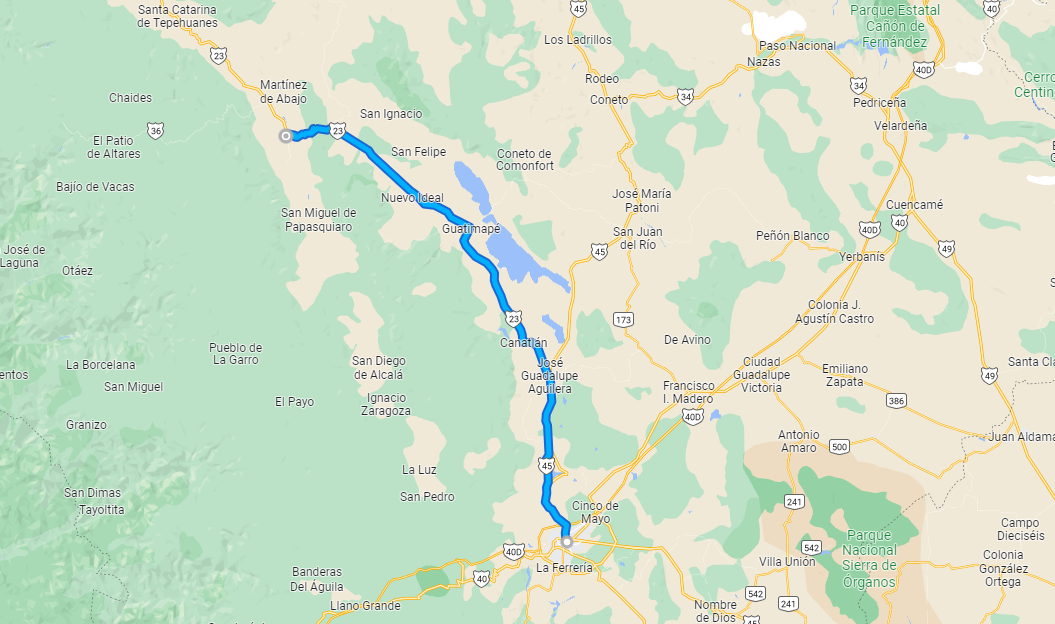 Santa Catarina
de Tepehuanes
45
40
Parque Estatal
Cañón de
Fernández
Los Ladrillos
Paso Nacional
23
Nazas
40D
Cerro
Centin
Martínez
de Abajo
Rodeo
34
Chaides
Coneto
34
Pedriceña
San Ignacio
Velardeña
36
23
El Patio
de Altares
San Felipe
Coneto de
Comonfort
Bajío de Vacas
Nuevo Ideal
José María
Patoni
Cuencamé
San Miguel de
Papasquiaro
Guatimapé
San Juan
del Río
Peñón Blanco
40D
40
José de
Laguna
45
49
Otáez
Yerbanís
23
173
Colonia J.
Agustín Castro
Pueblo de
La Garro
Canatlán
De Avino
La Borcelana
San Diego
de Alcalá
José
Guadalupe
Aguilera
Ciudad
Guadalupe
Victoria
Emiliano
Zapata
Santa Cla
entos
San Miguel
49
El Payo
Ignacio
Zaragoza
Francisco
I. Madero
386
40D
Granizo
Antonio
Amaro
500
Juan Aldama
La Luz
45
San Dimas
San Pedro
Tayoltita
Cinco de
Mayo
241
Campo
Dieciséis
40D
542
Parque
Nacional
Sierra de
Órganos
Villa Unión
Colonia
González
Ortega
La Ferrería
Banderas
Del Águila
40
542
Llano Grande
241
Nombre
de Dios
45